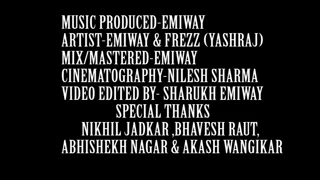 MUSIC PRODUCED-EMIWAY
ARTIST-EMIWAY & FREZZ (YASHRAJ)
MIX/MASTERED-EMIWAY
CINEMATOGRAPHY-NILESH SHARMA
VIDEO EDITED BY- SHARUKH EMIWAY
SPECIAL THANKS
NIKHIL JADKAR ,BHAVESH RAUT,
ABHISHEKH NAGAR & AKASH WANGIKAR